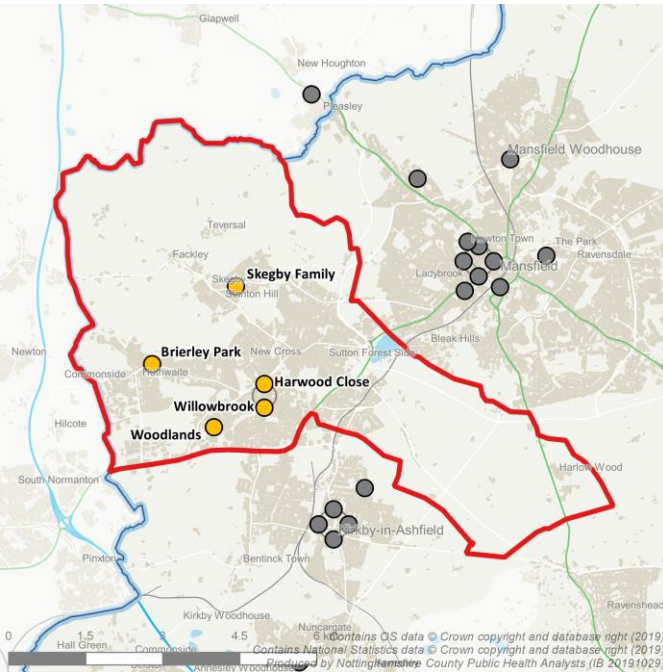 Glapwell
New Houghton
Pleasley
Mansfield Woodhouse
Teversal
Newton Town
The Park
Fackley
Ravensdale
Ladybrook
Mansfield
Skegby Family
Stanton Hill
Bleak Hills
Newton
Brierley Park
New Cross
Sutton Forest Side
Commonside
Huthwaite
Harwood Close
Willowbrook
Hilcote
Woodlands
Harlow Wood
South Normanton
Kirkby-in-Ashfield
Pinxton
Bentinck Town
Ravenshead
Kirkby Woodhouse
Nuncargate
0 1.5 3 4.5 6
Hall Green
Contains OS data © Crown copyright and database right (2019)
Contains National Statistics data © Crown copyright and database right (2019)
Annesley Woodhouse
Produced by Nottinghamshire County Public Health Analysts (IB 20191002)